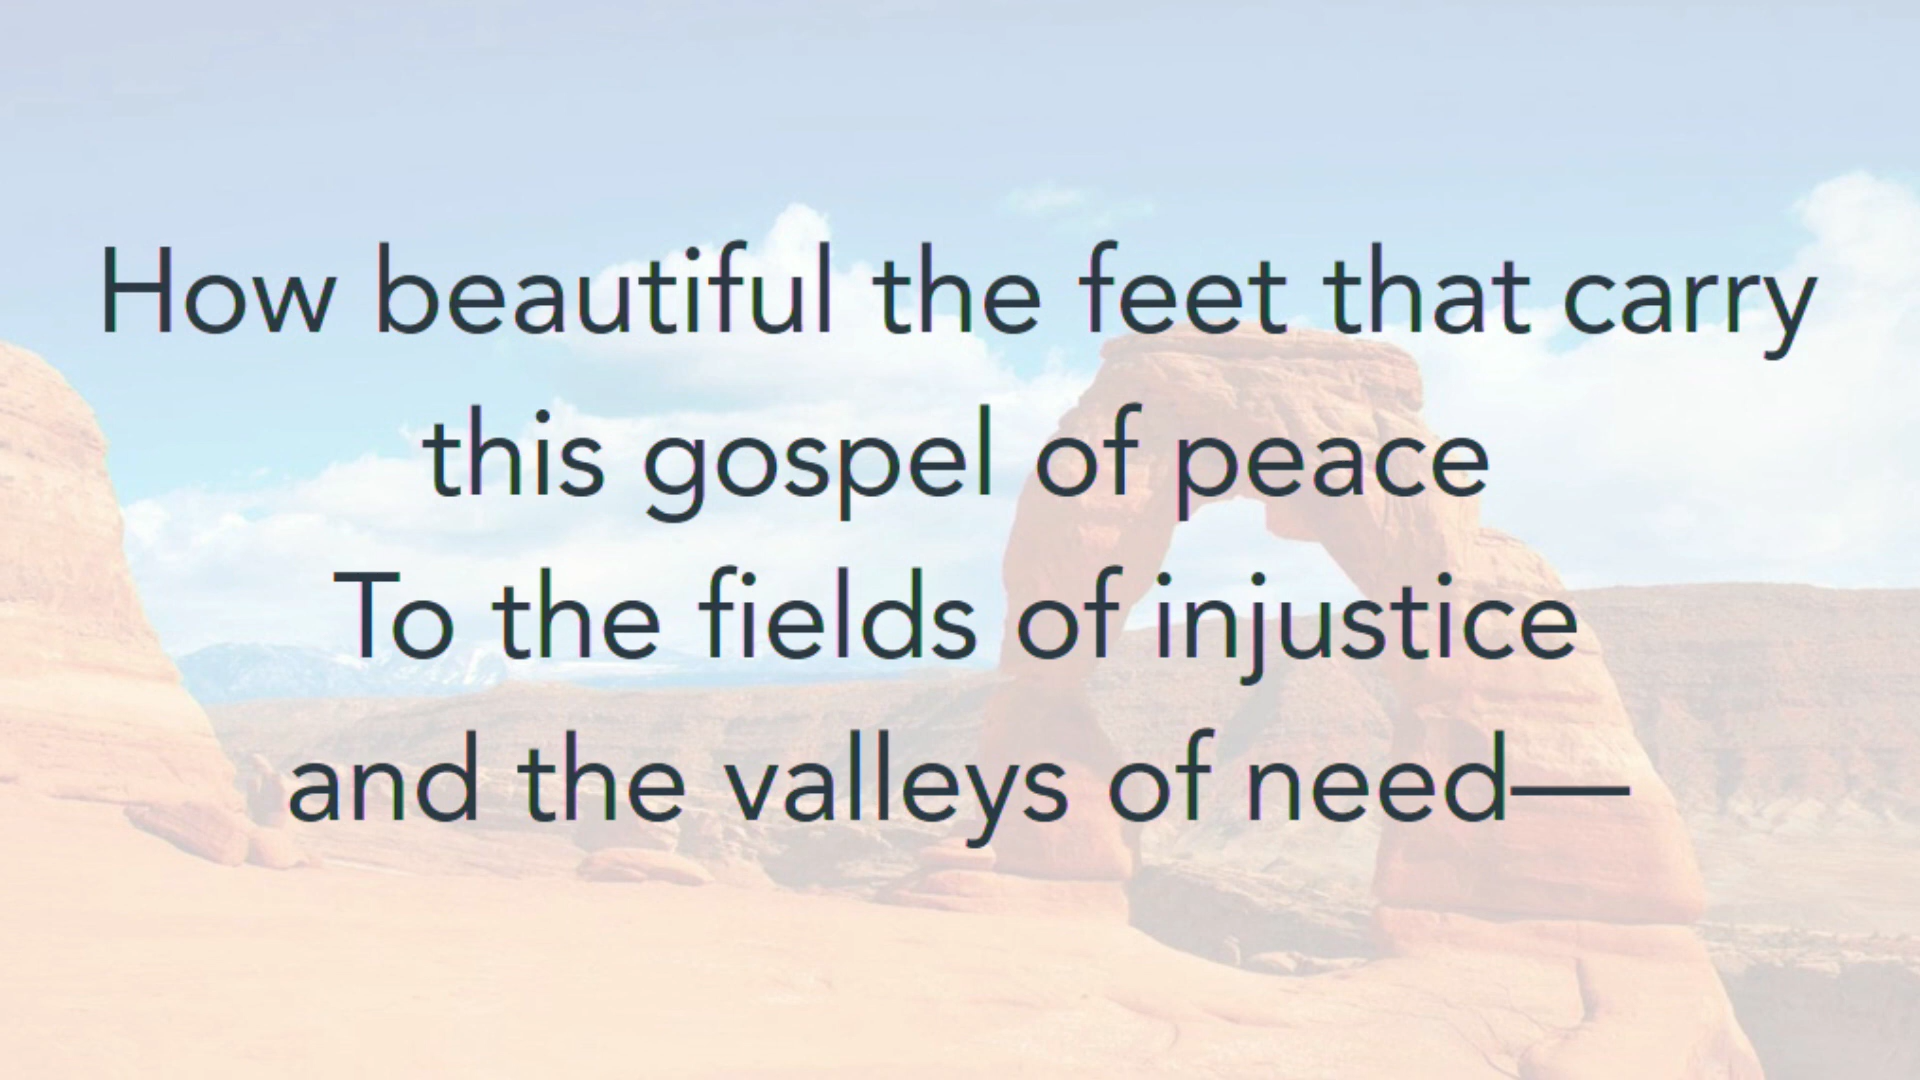 How beautiful the feet that carry
this gospel of peace
To the fields of injustice
and the valleys of need—